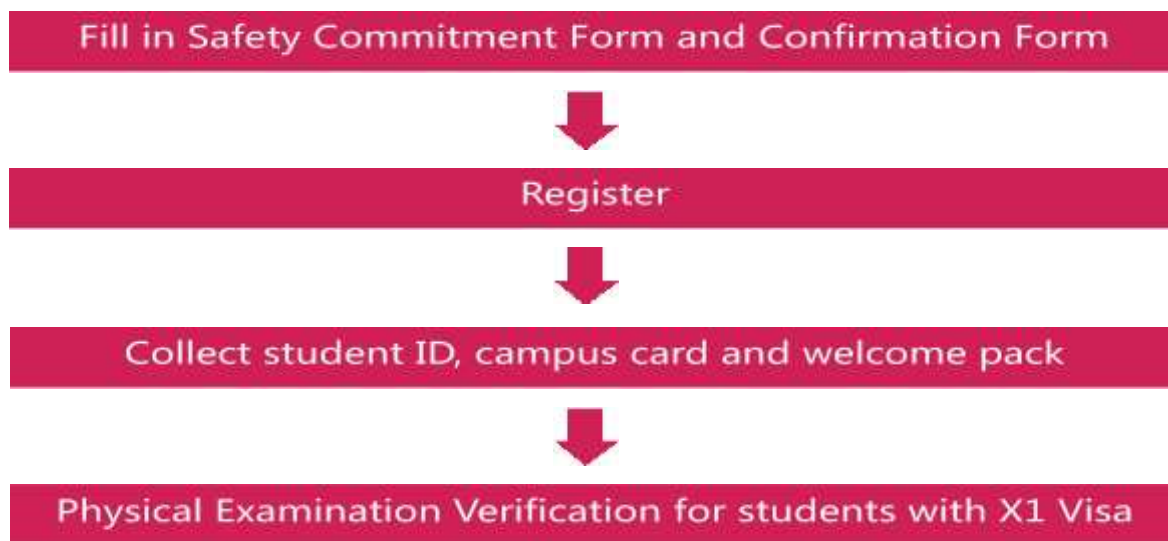 Fill in Safety Commitment Form and Confirmation Form
Register
Collect student ID, campus card and welcome pack
Physical Examination Verification for students with X1 Visa